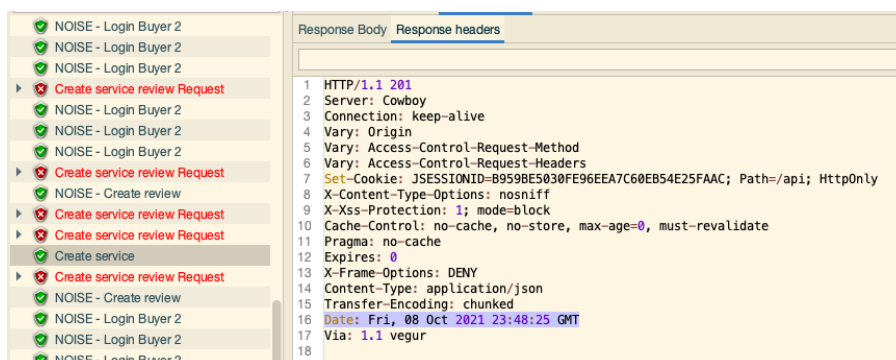 NOISE - Login Buyer 2
NOISE - Login Buyer 2
NOISE - Login Buyer 2
Create service review Request
NOISE - Login Buyer 2
NOISE - Login Buyer 2
NOISE - Login Buyer 2
Create service review Request
NOISE - Create review
Create service review Request
Create service review Request
Create service
Create service review Request
NOISE - Create review
NOISE - Login Buyer 2
NOISE - Login Buyer 2
NOISE - Login Buyer 2
Response Body Response headers
1 HTTP/1.1 201
2 Server: Cowboy
3 Connection: keep-alive
4 Vary: Origin
5 Vary: Access-Control-Request-Method
6 Vary: Access-Control-Request-Headers
7 Set-Cookie: JSESSIONID=B959BE5030FE96EEA7C60EB54E25FAAC; Path=/api; HttpOnly
8 X-Content-Type-Options: nosniff
9 X-Xss-Protection: 1; mode=block
10 Cache-Control: no-cache, no-store, max-age=0, must-revalidate
11 Pragma: no-cache
12 Expires: 0
13 X-Frame-Options: DENY
14 Content-Type: application/json
15 Transfer-Encoding: chunked
16 Date: Fri, 08 Oct 2021 23:48:25 GMT
17 Via: 1.1 vegur
18